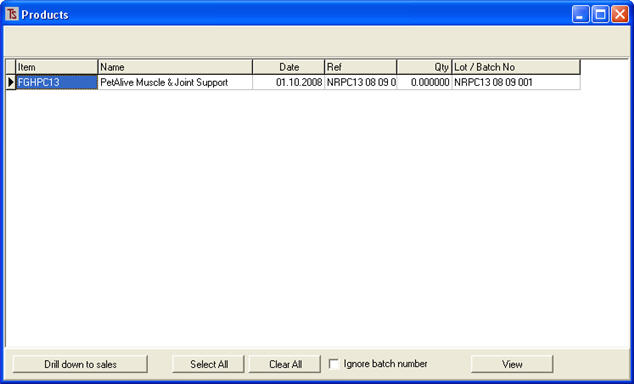 TS Products
Item Name Date Ref Qty Lot / Batch No
FGHPC13 PetAlive Muscle & Joint Support 01.10.2008 NRPC13 08 09 0 0.000000 NRPC13 08 09 001
Drill down to sales Select All Clear All Ignore batch number View